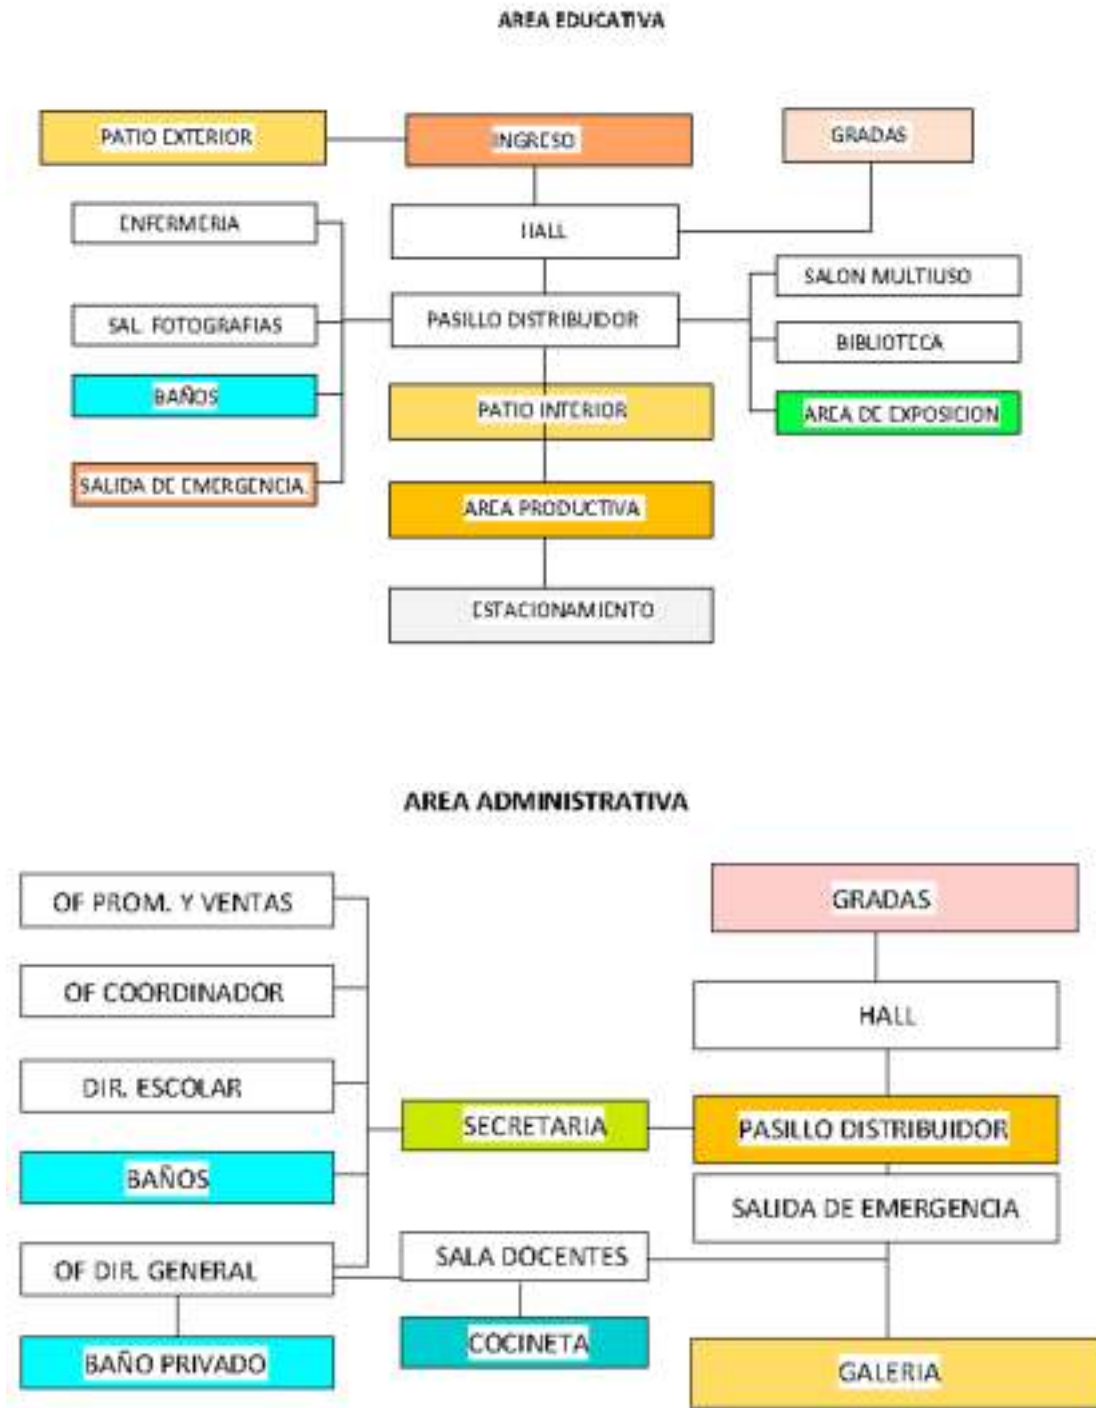 AREA EDUCATIVA
PATIO EXTERIOR
INGRESO
GRADAS
ENFERMERIA
HALL
SALON MULTIUSO
SAL. FOTOGRAFIAS
PASILLO DISTRIBUIDOR
BIBLIOTECA
BAÑOS
PATIO INTERIOR
AREA DE EXPOSICION
SALIDA DE EMERGENCIA.
AREA PRODUCTIVA
ESTACIONAMIENTO
AREA ADMINISTRATIVA
OF PROM. Y VENTAS
GRADAS
OF COORDINADOR
HALL
DIR. ESCOLAR
SECRETARIA
PASILLO DISTRIBUIDOR
BAÑOS
SALIDA DE EMERGENCIA
OF DIR. GENERAL
SALA DOCENTES
BAÑO PRIVADO
COCINETA
GALERIA